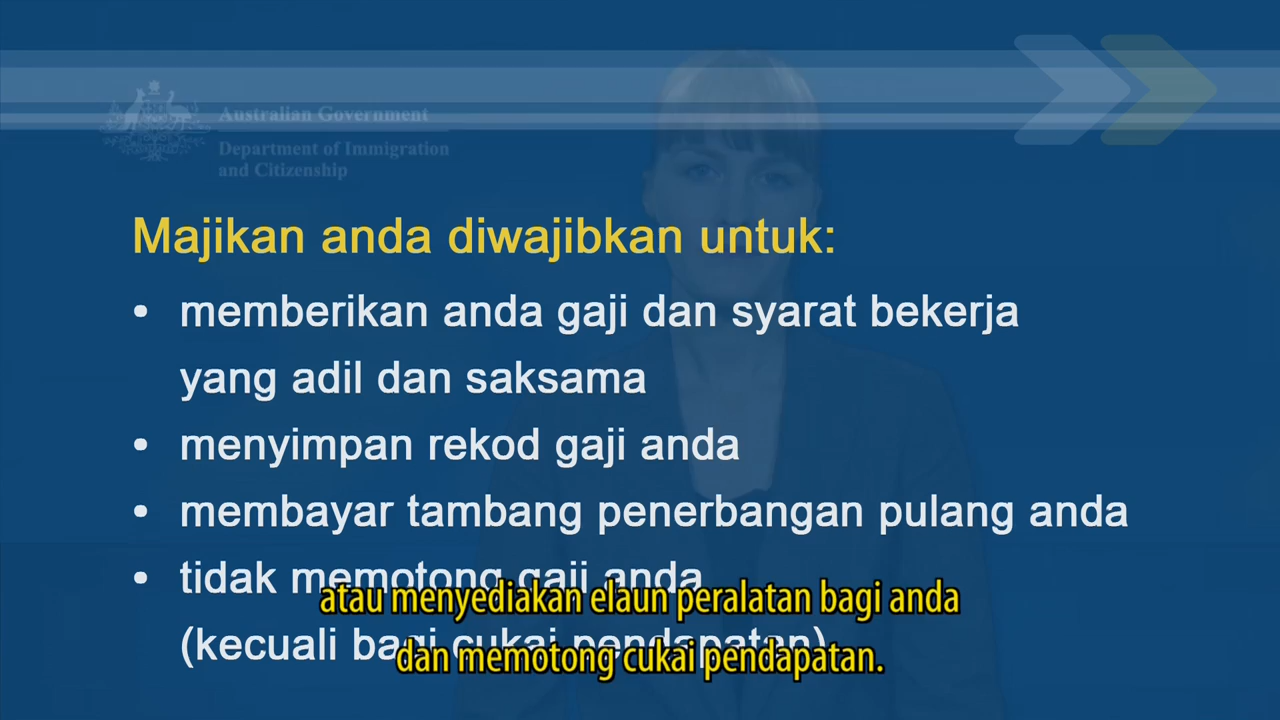 Australian Government
Department of Immigration
and Citizenship
Majikan anda diwajibkan untuk:
• memberikan anda gaji dan syarat bekerja
yang adil dan saksama
• menyimpan rekod gaji anda
• membayar tambang penerbangan pulang anda
• tidak memotong gaji anda
(kecuali bagi cukai pendapatan)
atau menyediakan elaun peralatan bagi anda
dan memotong cukai pendapatan.